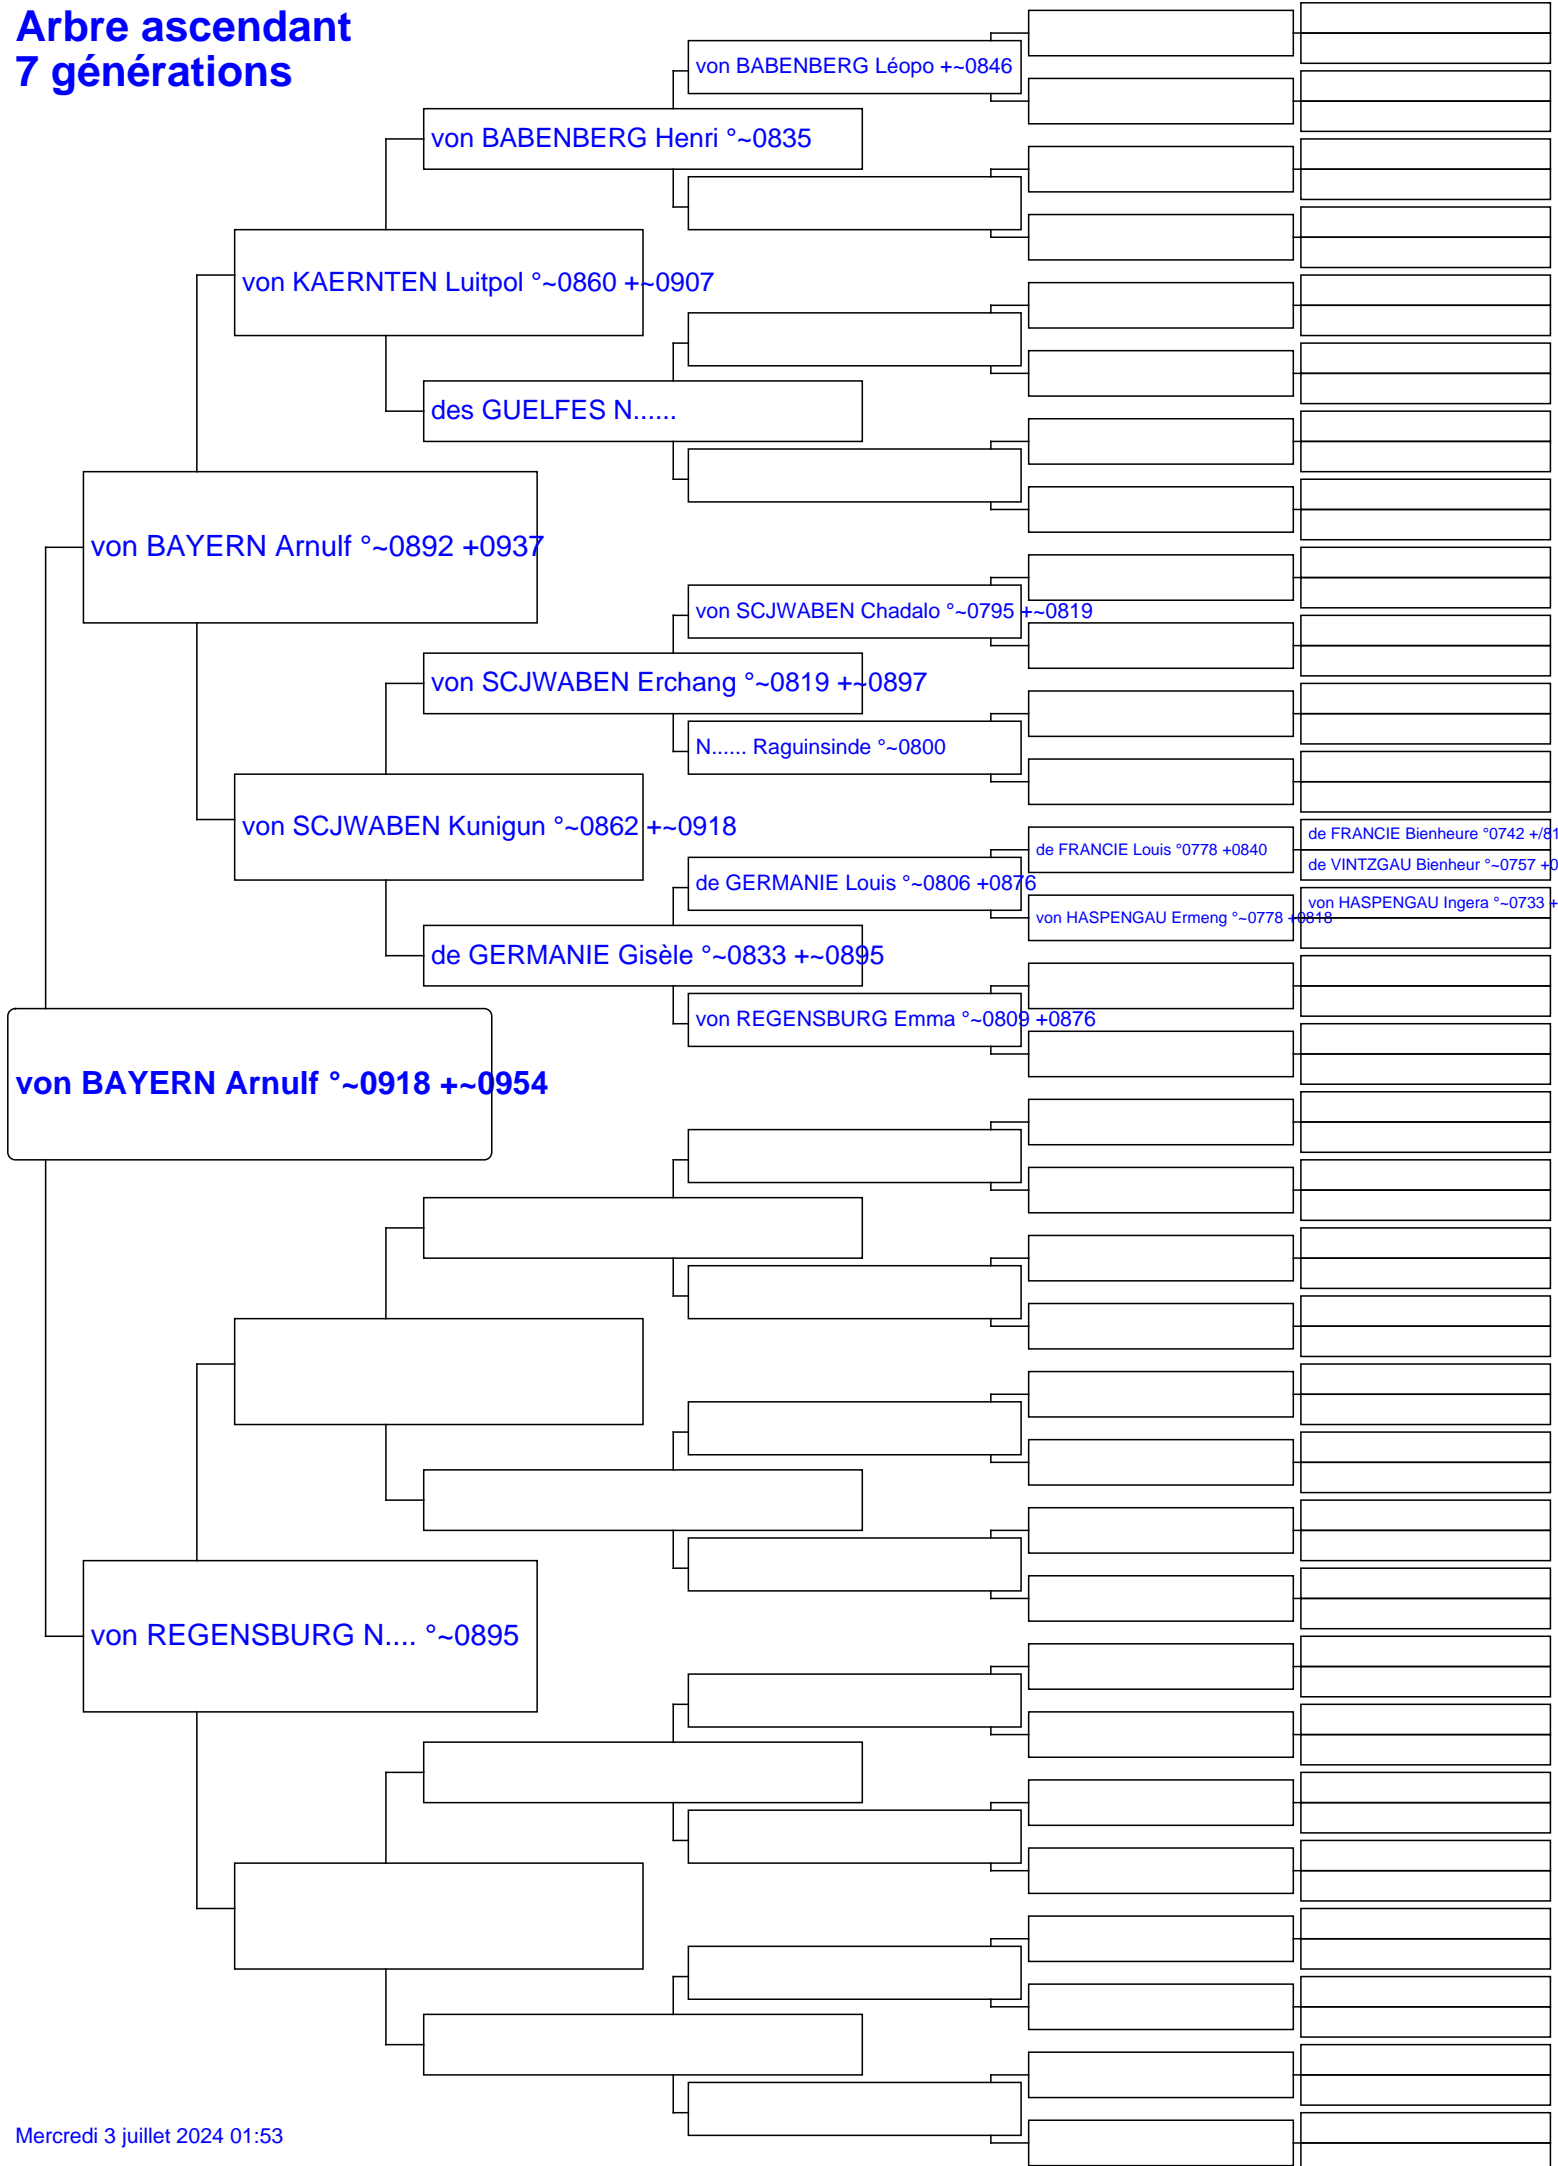 Arbre ascendant
7 générations
von BABENBERG Léopo +~0846
von BABENBERG Henri °~0835
von KAERNTEN Luitpol °~0860 +~0907
des GUELFES N......
von BAYERN Arnulf °~0892 +0937
von SCJWABEN Chadalo °~0795 +~0819
von SCJWABEN Erchang °~0819 +~0897
N...... Raguinsinde °~0800
von SCJWABEN Kunigun °~0862 +~0918
de FRANCIE Bienheure °0742 +/81
de FRANCIE Louis °0778 +0840
de VINTZGAU Bienheur °~0757 +0
de GERMANIE Louis °~0806 +0876
von HASPENGAU Ingera °~0733 +
von HASPENGAU Ermeng °~0778 +0818
de GERMANIE Gisèle °~0833 +~0895
von REGENSBURG Emma °~0809 +0876
von BAYERN Arnulf °~0918 +~0954
von REGENSBURG N.... °~0895
Mercredi 3 juillet 2024 01:53